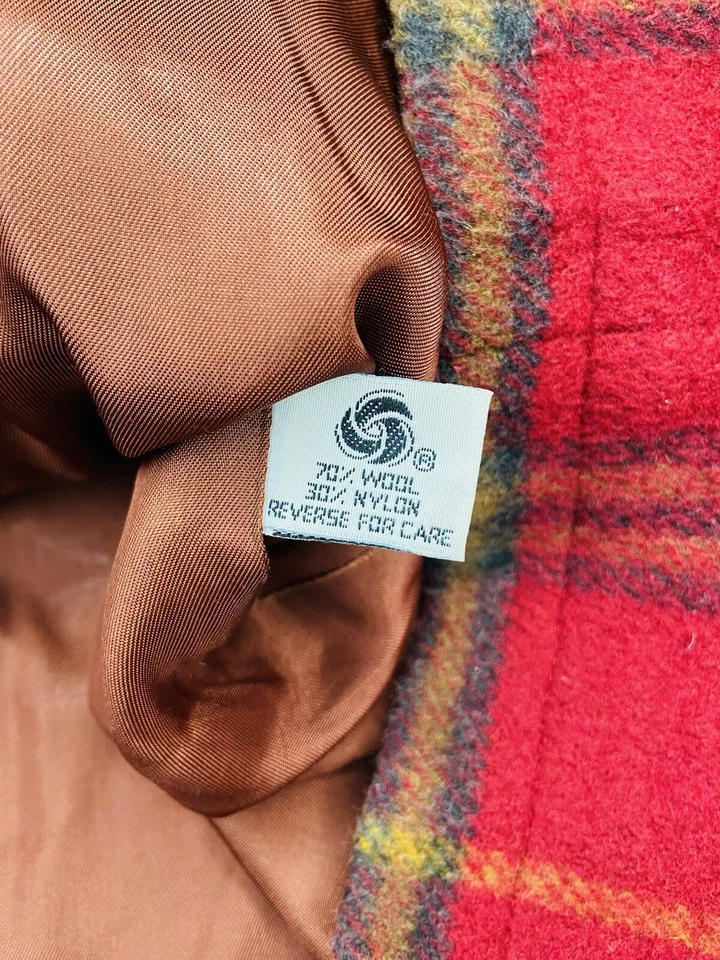 ®
70% WOOL
30% NYLON
REVERSE FOR CARE